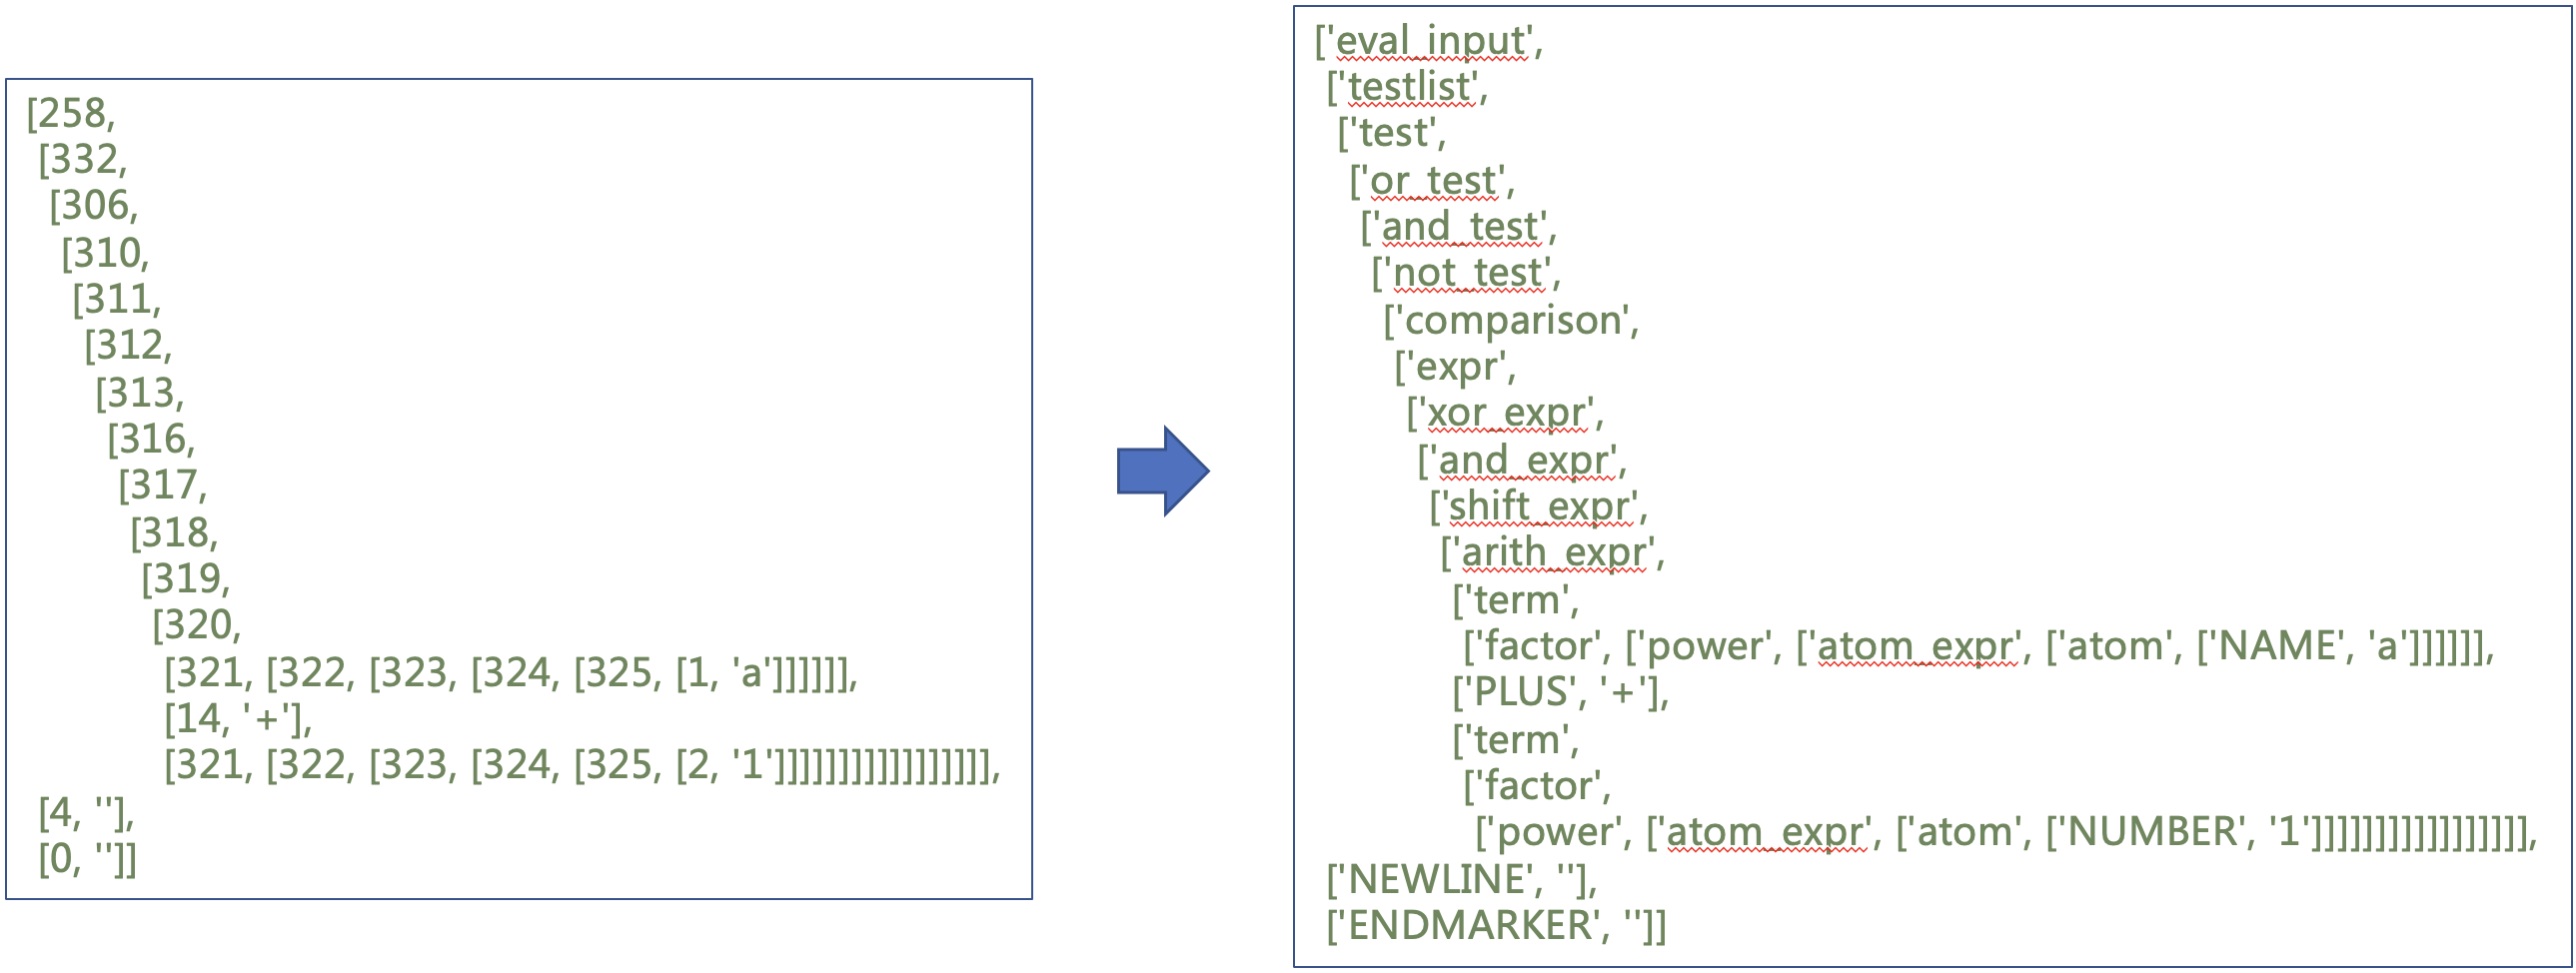 [258,
[332,
[306,
[310,
[311,
[312,
[313,
[316,
[317,
[318,
[319,
[320,
[321, [322, [323, [324, [325, [1, 'a']]]]]],
[14, '+'],
[321, [322, [323, [324, [325, [2, '1']]]]]]]]]]]]]]]]],
[4, ''],
[0, '']]
['eval_input',
['testlist',
['test',
['or_test',
['and_test',
['not_test',
['comparison',
['expr',
['xor_expr',
['and_expr',
['shift_expr',
['arith_expr',
['term',
['factor', ['power', ['atom_expr', ['atom', ['NAME', 'a']]]]]],
['PLUS', '+'],
['term',
['factor',
['power', ['atom_expr', ['atom', ['NUMBER', '1']]]]]]]]]]]]]]]]],
['NEWLINE', ''],
['ENDMARKER', '']]